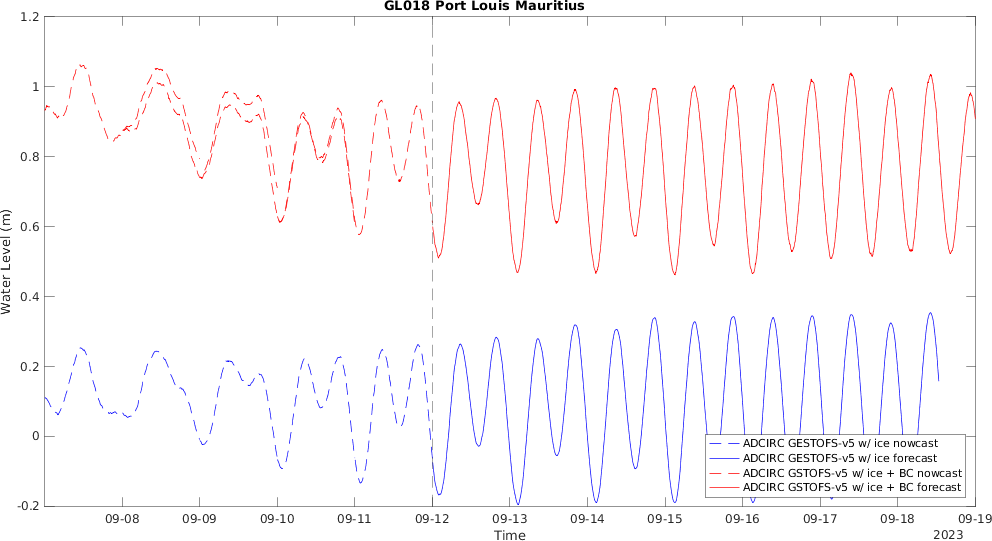 GL018 Port Louis Mauritius
1.2
1
0.8
0.6
0.4
0.2
0
-0.2
Water Level (m)
ADCIRC GESTOFS-v5 w/ ice nowcast
ADCIRC GESTOFS-v5 w/ ice forecast
ADCIRC GSTOFS-v5 w/ ice + BC nowcast
ADCIRC GSTOFS-v5 w/ ice + BC forecast
09-08 09-09 09-10 09-11 09-12 09-13 09-14 09-15 09-16 09-17 09-18 09-19
Time
2023